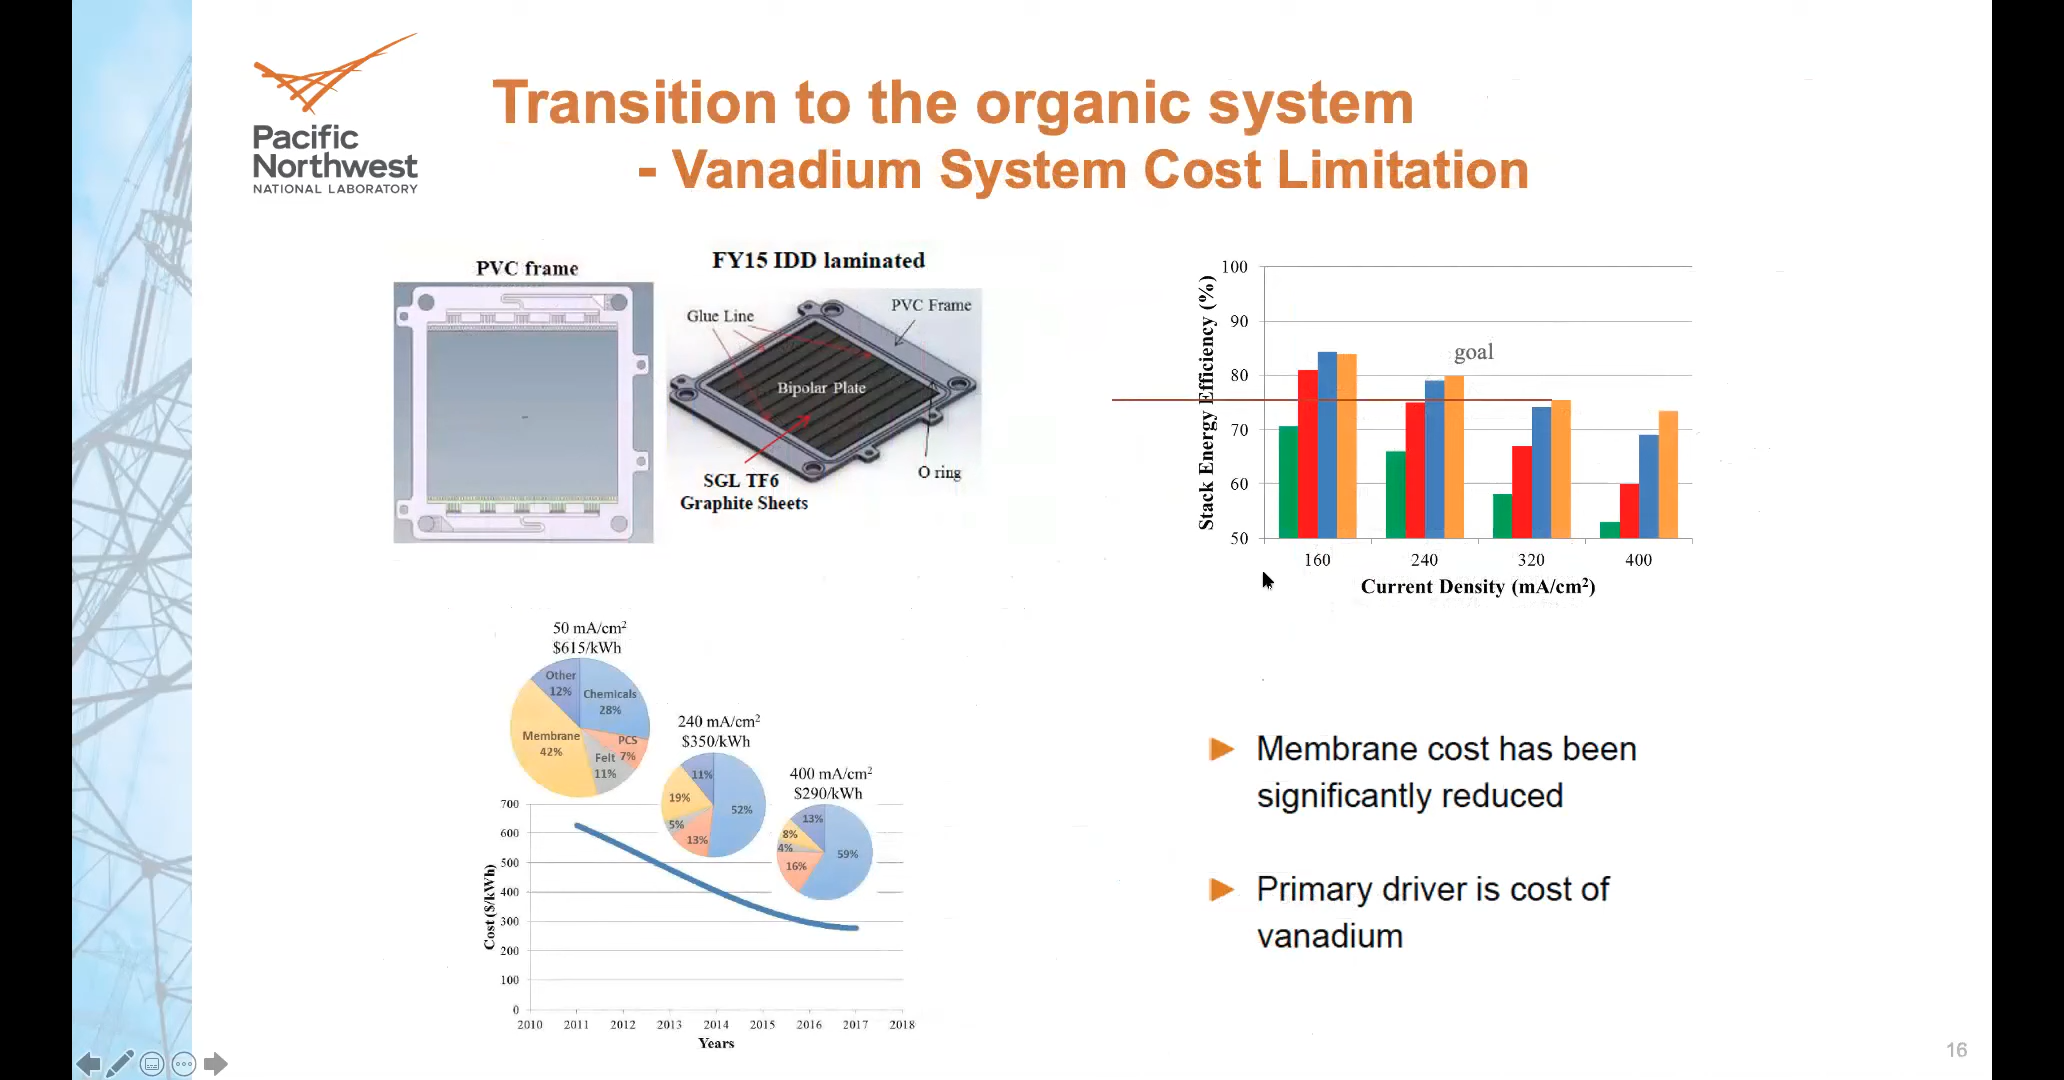 Pacific
Northwest
NATIONAL LABORATORY
Transition to the organic system
- Vanadium System Cost Limitation
PVC frame
FY15 IDD laminated
Glue Line
PVC Frame
Bipolar Plate
SGL TF6
Graphite Sheets
O ring
Stack Energy Efficiency (%)
100
90
80
70
60
50
goal
160
240
320
400
Current Density (mA/cm²)
50 mA/cm²
$615/kWh
Other
12%
Chemicals
28%
Membrane
42%
PCS
7%
Felt
11%
240 mA/cm²
$350/kWh
11%
19%
52%
5%
13%
400 mA/cm²
$290/kWh
13%
8%
4%
59%
16%
Cost ($/kWh)
700
600
500
400
300
200
100
0
2010
2011
2012
2013
2014
2015
2016
2017
2018
Years
Membrane cost has been
significantly reduced
Primary driver is cost of
vanadium
16